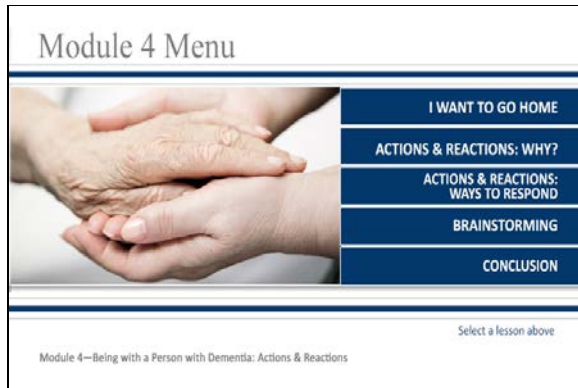 Module 4 Menu
I WANT TO GO HOME
ACTIONS & REACTIONS: WHY?
ACTIONS & REACTIONS:
WAYS TO RESPOND
BRAINSTORMING
CONCLUSION
Select a lesson above
Module 4—Being with a Person with Dementia: Actions & Reactions